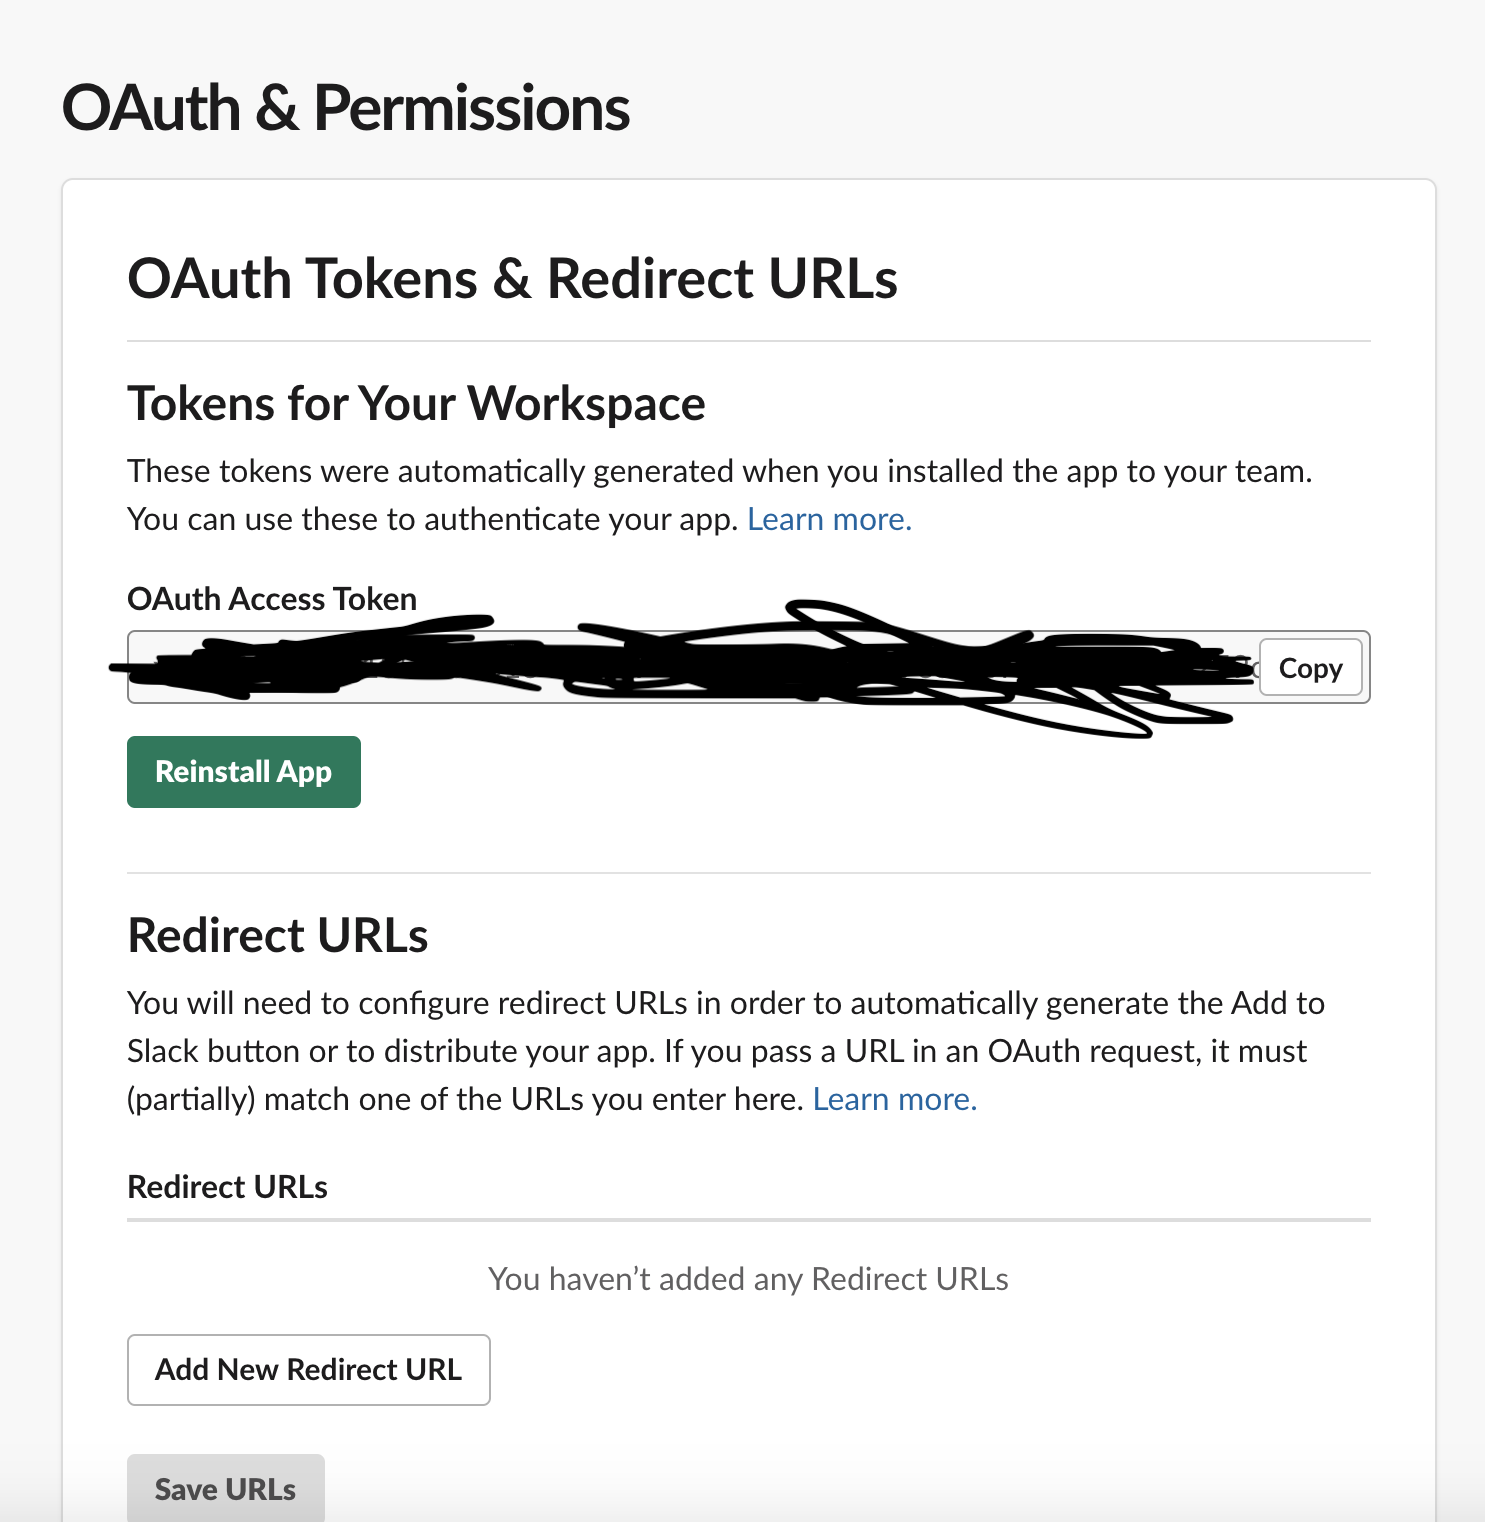 OAuth & Permissions
OAuth Tokens & Redirect URLs
Tokens for Your Workspace
These tokens were automatically generated when you installed the app to your team.
You can use these to authenticate your app. Learn more.
OAuth Access Token
Copy
Reinstall App
Redirect URLs
You will need to configure redirect URLs in order to automatically generate the Add to
Slack button or to distribute your app. If you pass a URL in an OAuth request, it must
(partially) match one of the URLs you enter here. Learn more.
Redirect URLs
You haven’t added any Redirect URLs
Add New Redirect URL
Save URLs